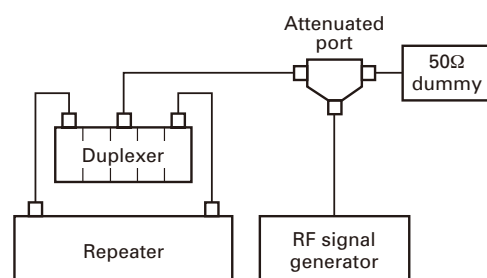 Attenuated
port
50Ω
dummy
Duplexer
Repeater
RF signal
generator